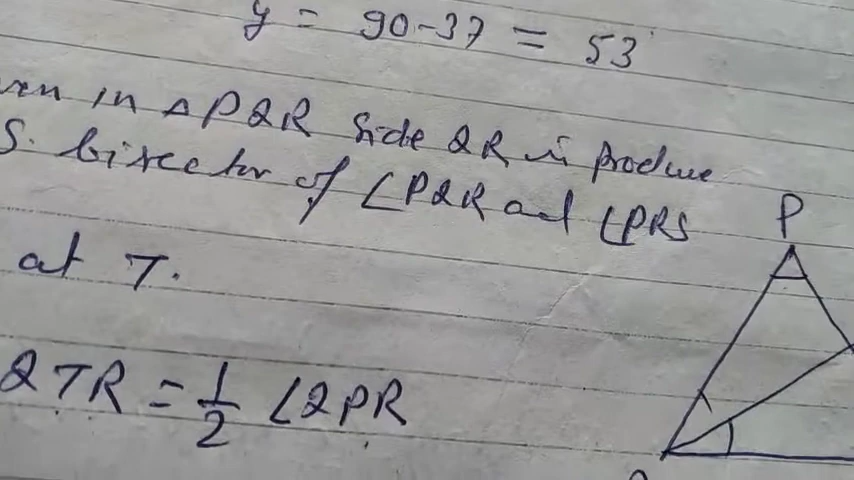 y = 90-37 = 53°
in △PQR Side QR is produce
S. bisector of ∠PQR and ∠PRS
at T.
QTR = 1/2 ∠QPR
P